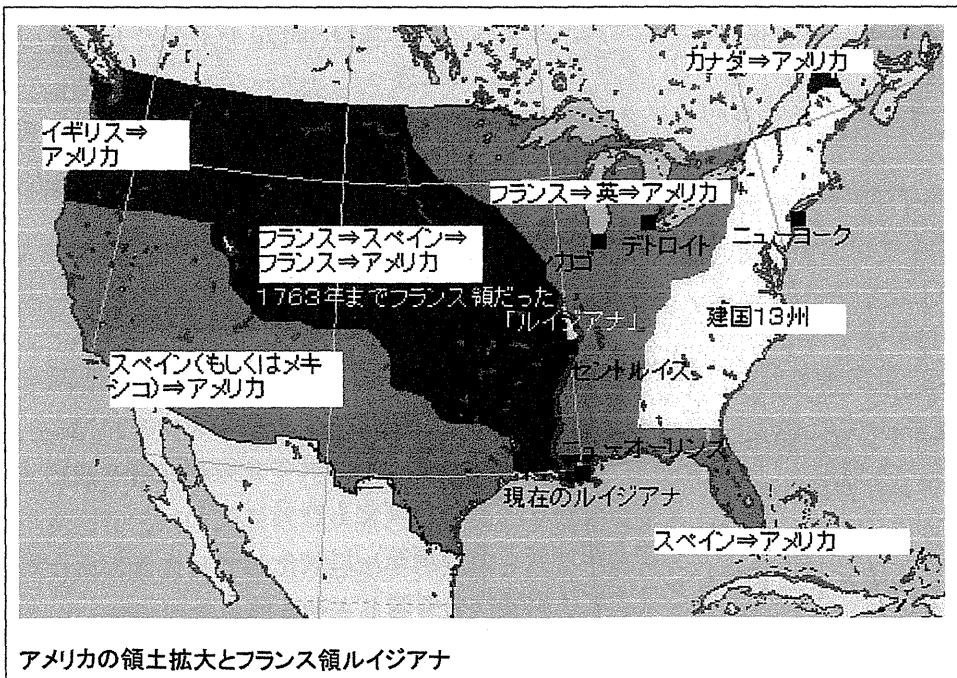 カナダ⇒アメリカ
イギリス⇒
アメリカ
フランス⇒英⇒アメリカ
デトロイト
ニューヨーク
フランス⇒スペイン⇒
フランス⇒アメリカ
カゴ
1763年までフランス領だった
「ルイジアナ」
建国13州
スペイン(もしくはメキ
シコ)⇒アメリカ
セントルイス
ニューオーリンズ
現在のルイジアナ
スペイン⇒アメリカ
アメリカの領土拡大とフランス領ルイジアナ